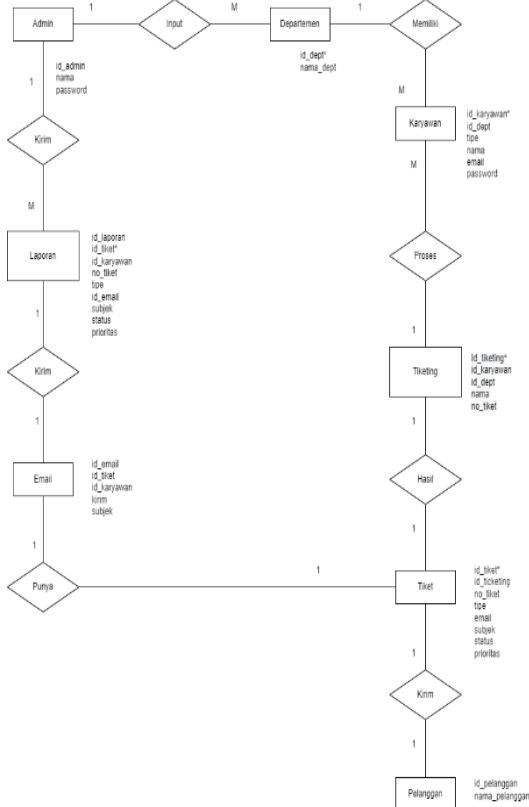 Admin
1
Input
M
Departemen
1
Memiliki
id_admin
nama
password
id_dept*
nama_dept
1
Kirim
M
M
Karyawan
id_karyawan*
id_dept
tipe
nama
email
password
M
Laporan
id_laporan
id_tiket*
id_karyawan
no_tiket
tipe
id_email
subjek
status
prioritas
Proses
1
1
Kirim
1
Tiketing
id_tiketing*
id_karyawan
id_dept
nama
no_tiket
1
Email
id_email
id_tiket
id_karyawan
kirim
subjek
Hasil
1
1
Punya
1
Tiket
id_tiket*
id_ticketing
no_tiket
tipe
email
subjek
status
prioritas
1
Kirim
1
Pelanggan
id_pelanggan
nama_pelanggan